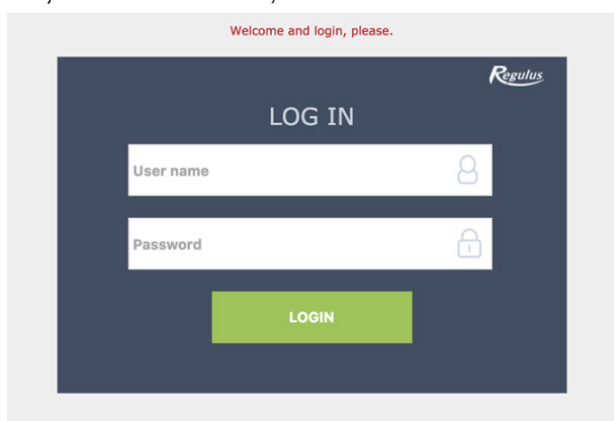 Welcome and login, please.
Regulus
LOG IN
User name
Password
LOGIN